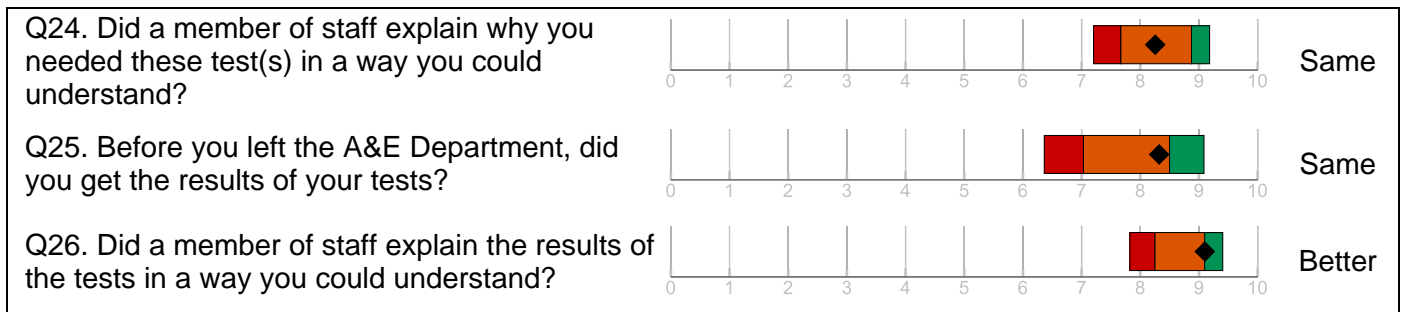 Q24. Did a member of staff explain why you
needed these test(s) in a way you could
understand?
0 1 2 3 4 5 6 7 8 9 10
Same
Q25. Before you left the A&E Department, did
you get the results of your tests?
0 1 2 3 4 5 6 7 8 9 10
Same
Q26. Did a member of staff explain the results of
the tests in a way you could understand?
0 1 2 3 4 5 6 7 8 9 10
Better